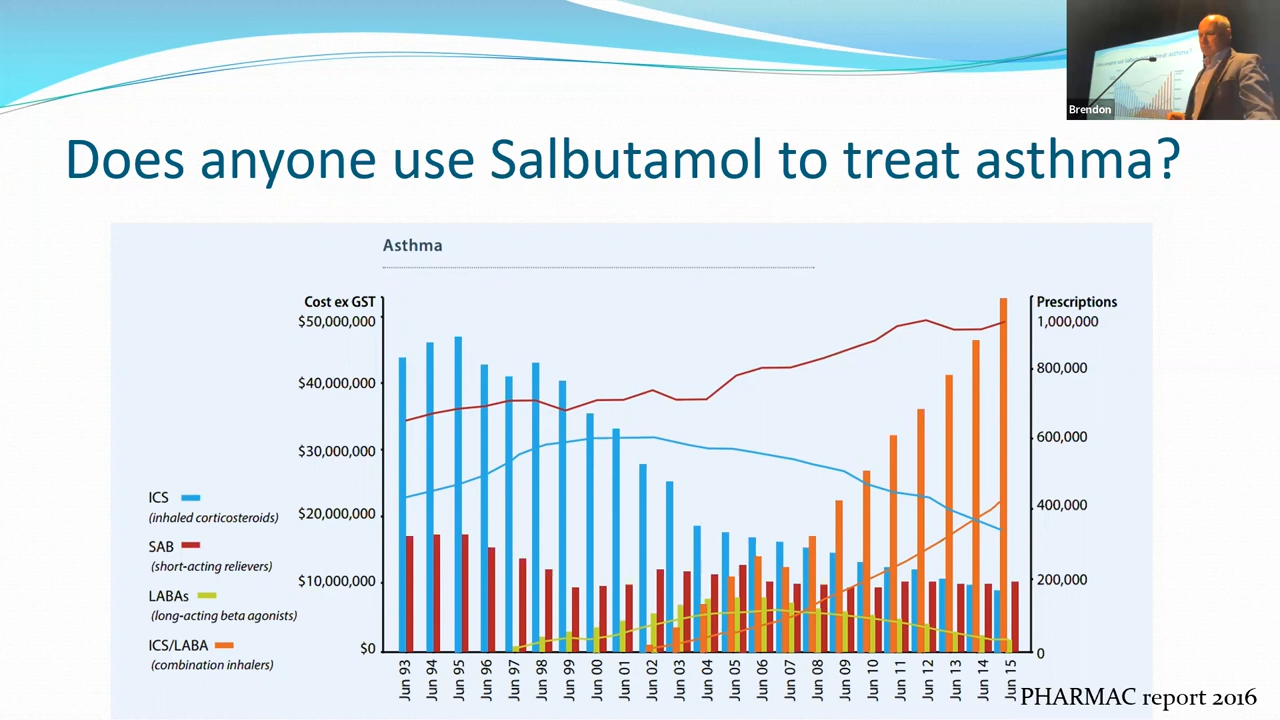 Brendon
Does anyone use Salbutamol to treat asthma?
Asthma
Cost ex GST
$50,000,000
$40,000,000
$30,000,000
$20,000,000
$10,000,000
$0
Prescriptions
1,000,000
800,000
600,000
400,000
200,000
0
ICS
(inhaled corticosteroids)
SAB
(short-acting relievers)
LABAs
(long-acting beta agonists)
ICS/LABA
(combination inhalers)
Jun 93
Jun 94
Jun 95
Jun 96
Jun 97
Jun 98
Jun 99
Jun 00
Jun 01
Jun 02
Jun 03
Jun 04
Jun 05
Jun 06
Jun 07
Jun 08
Jun 09
Jun 10
Jun 11
Jun 12
Jun 13
Jun 14
Jun 15
PHARMAC report 2016